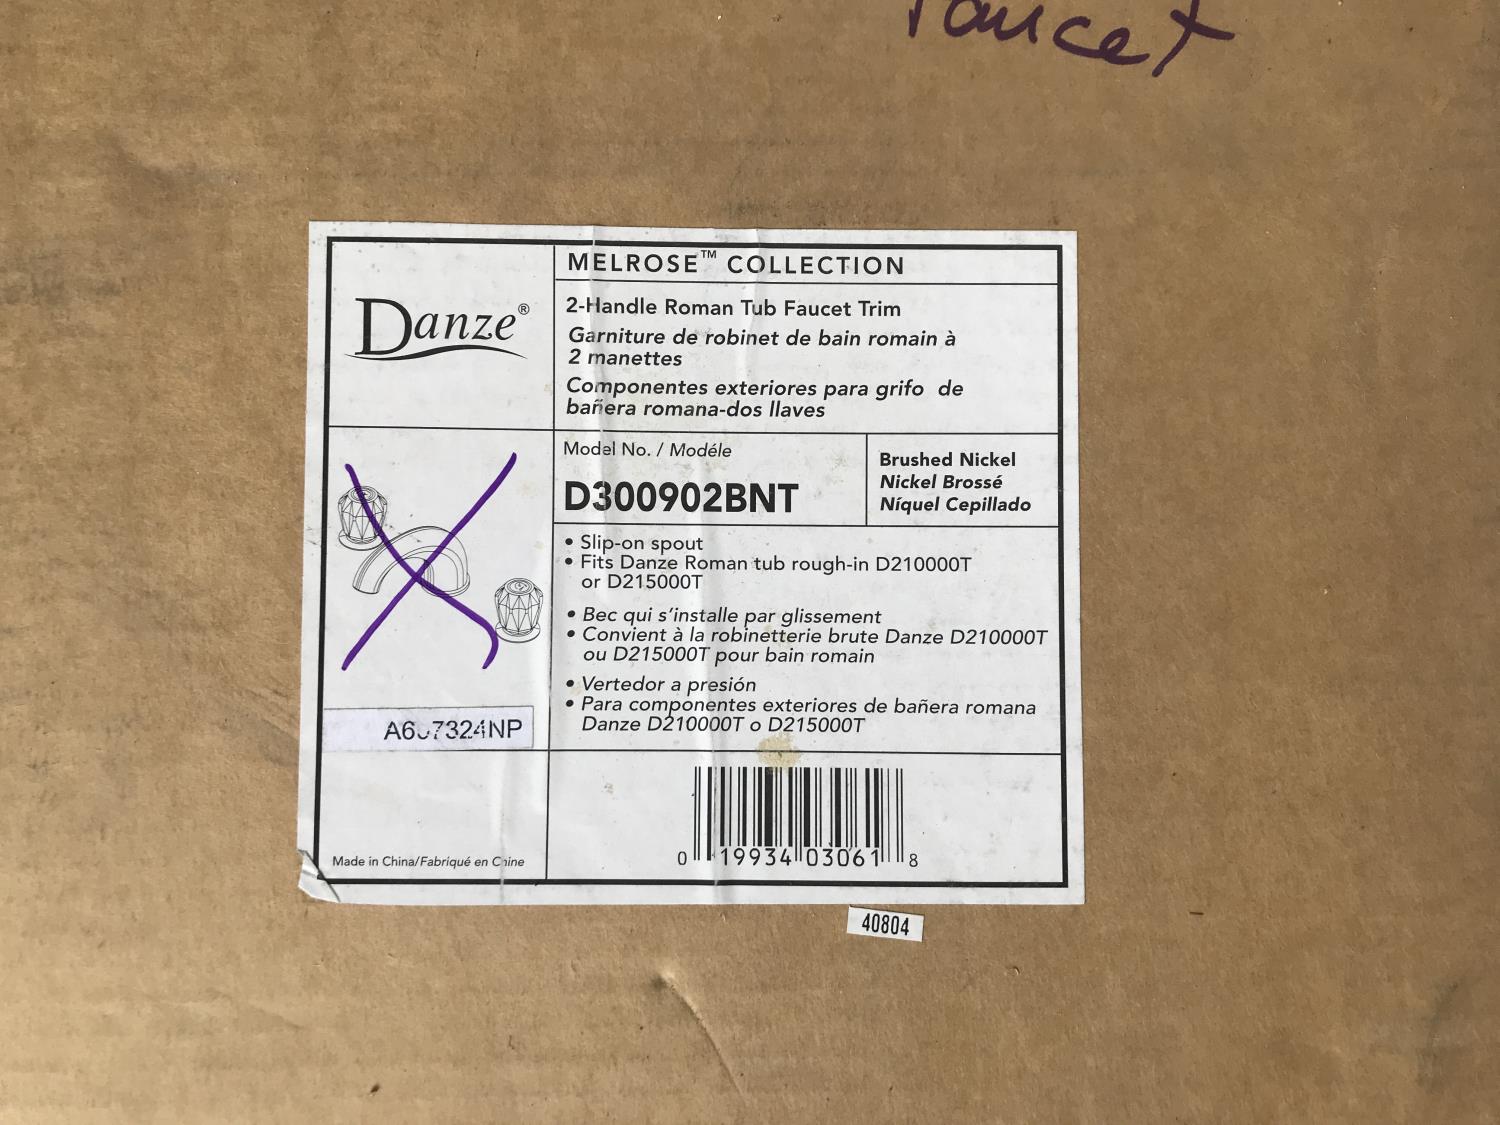 faucet
Danze®
MELROSE™ COLLECTION
2-Handle Roman Tub Faucet Trim
Garniture de robinet de bain romain à
2 manettes
Componentes exteriores para grifo de
bañera romana-dos llaves
Model No. / Modéle
D300902BNT
Brushed Nickel
Nickel Brossé
Níquel Cepillado
• Slip-on spout
• Fits Danze Roman tub rough-in D210000T
or D215000T
• Bec qui s'installe par glissement
• Convient à la robinetterie brute Danze D210000T
ou D215000T pour bain romain
• Vertedor a presión
• Para componentes exteriores de bañera romana
Danze D210000T o D215000T
Made in China/Fabriqué en Chine
0 19934 03061 8
40804